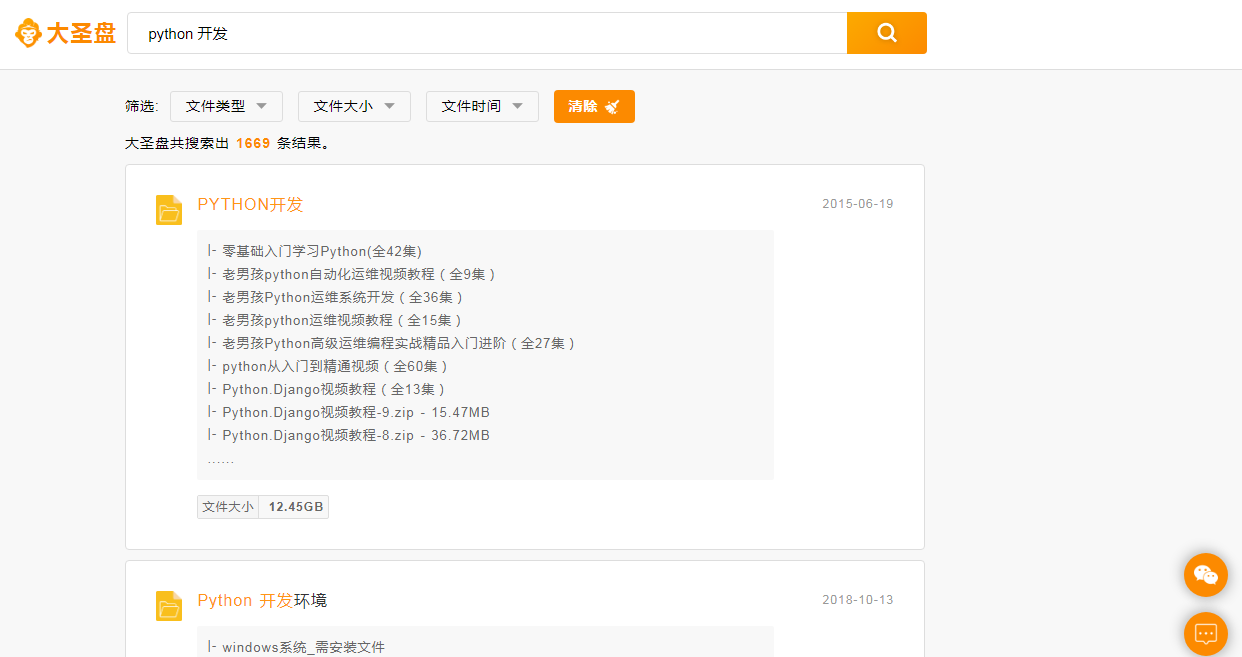 大圣盘
python 开发
筛选: 文件类型 文件大小 文件时间 清除
大圣盘共搜索出 1669 条结果。
PYTHON开发 2015-06-19
|- 零基础入门学习Python(全42集)
|- 老男孩python自动化运维视频教程（全9集）
|- 老男孩Python运维系统开发（全36集）
|- 老男孩python运维视频教程（全15集）
|- 老男孩Python高级运维编程实战精品入门进阶（全27集）
|- python从入门到精通视频（全60集）
|- Python.Django视频教程（全13集）
|- Python.Django视频教程-9.zip - 15.47MB
|- Python.Django视频教程-8.zip - 36.72MB
......
文件大小 12.45GB
Python 开发环境 2018-10-13
|- windows系统_需安装文件